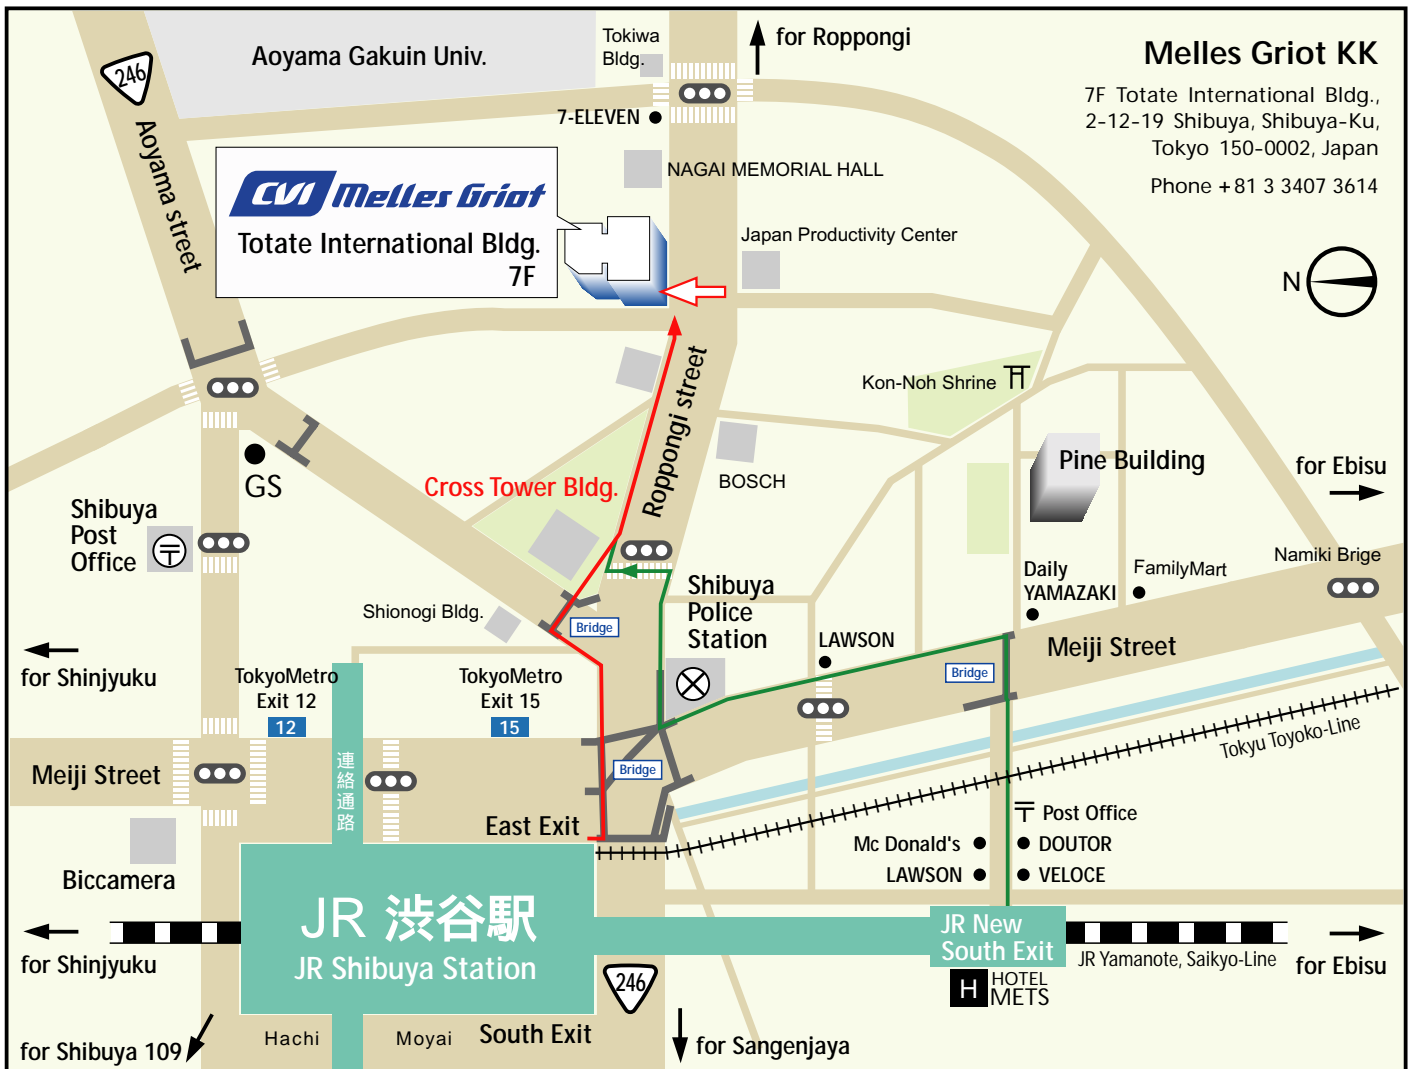 246
Aoyama Gakuin Univ.
Tokiwa
Bldg.
for Roppongi
Melles Griot KK
7F Totate International Bldg.,
2-12-19 Shibuya, Shibuya-Ku,
Tokyo 150-0002, Japan
Phone +81 3 3407 3614
7-ELEVEN
Aoyama street
NAGAI MEMORIAL HALL
CVI Melles Griot
Totate International Bldg.
7F
Japan Productivity Center
N
Roppongi street
Kon-Noh Shrine
Cross Tower Bldg.
GS
BOSCH
Pine Building
for Ebisu
Shibuya
Post
Office
Namiki Brige
Shibuya
Police
Station
Daily
YAMAZAKI
FamilyMart
Shionogi Bldg.
Bridge
LAWSON
Meiji Street
for Shinjyuku
TokyoMetro
Exit 12
12
TokyoMetro
Exit 15
15
Bridge
Tokyu Toyoko-Line
Meiji Street
連絡通路
Bridge
East Exit
Post Office
Mc Donald's
DOUTOR
LAWSON
VELOCE
Biccamera
JR 渋谷駅
JR Shibuya Station
JR New
South Exit
for Shinjyuku
JR Yamanote, Saikyo-Line
for Ebisu
246
H HOTEL
METS
for Shibuya 109
Hachi
Moyai
South Exit
for Sangenjaya